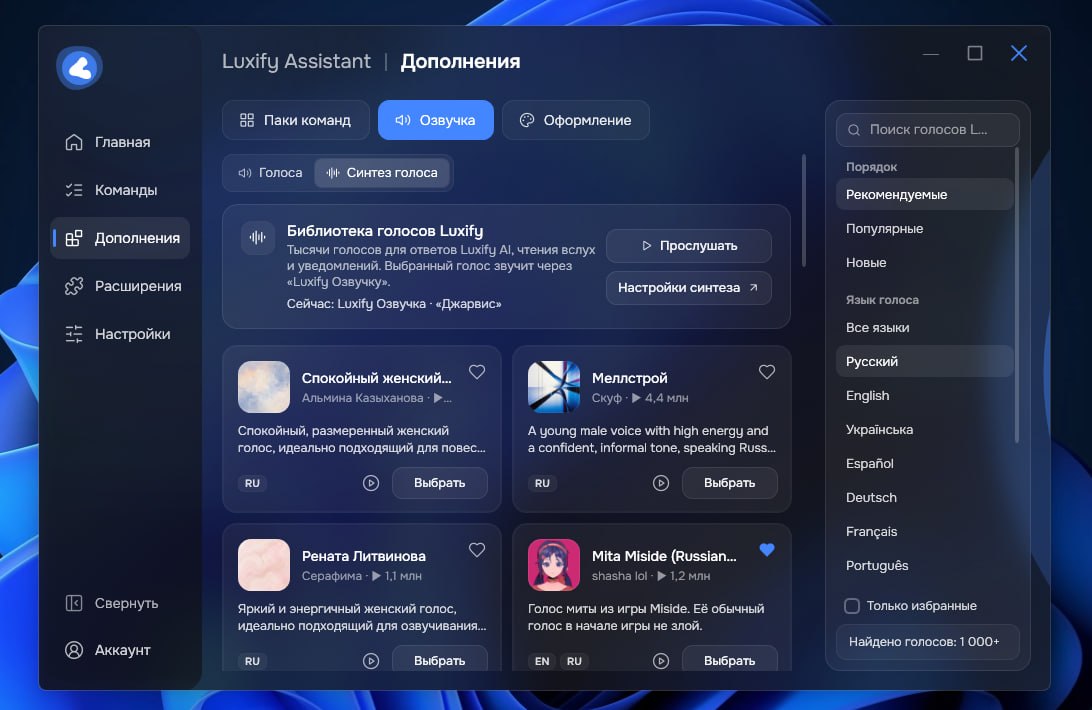 Luxify Assistant | Дополнения
Главная
Команды
Дополнения
Расширения
Настройки
Свернуть
Аккаунт
Паки команд
Озвучка
Оформление
Голоса
Синтез голоса
Библиотека голосов Luxify
Тысячи голосов для ответов Luxify AI, чтения вслух
и уведомлений. Выбранный голос звучит через
«Luxify Озвучку».
Сейчас: Luxify Озвучка · «Джарвис»
Прослушать
Настройки синтеза
Спокойный женский...
Альмина Казыханова · ▶...
Спокойный, размеренный женский
голос, идеально подходящий для повес...
RU
Выбрать
Меллстрой
Скуф · ▶ 4,4 млн
A young male voice with high energy and
a confident, informal tone, speaking Russ...
RU
Выбрать
Рената Литвинова
Серафима · ▶ 1,1 млн
Яркий и энергичный женский голос,
идеально подходящий для озвучивания...
RU
Выбрать
Mita Miside (Russian...
shasha lol · ▶ 1,2 млн
Голос миты из игры Miside. Её обычный
голос в начале игры не злой.
EN RU
Выбрать
Поиск голосов L...
Порядок
Рекомендуемые
Популярные
Новые
Язык голоса
Все языки
Русский
English
Українська
Español
Deutsch
Français
Português
Только избранные
Найдено голосов: 1 000+